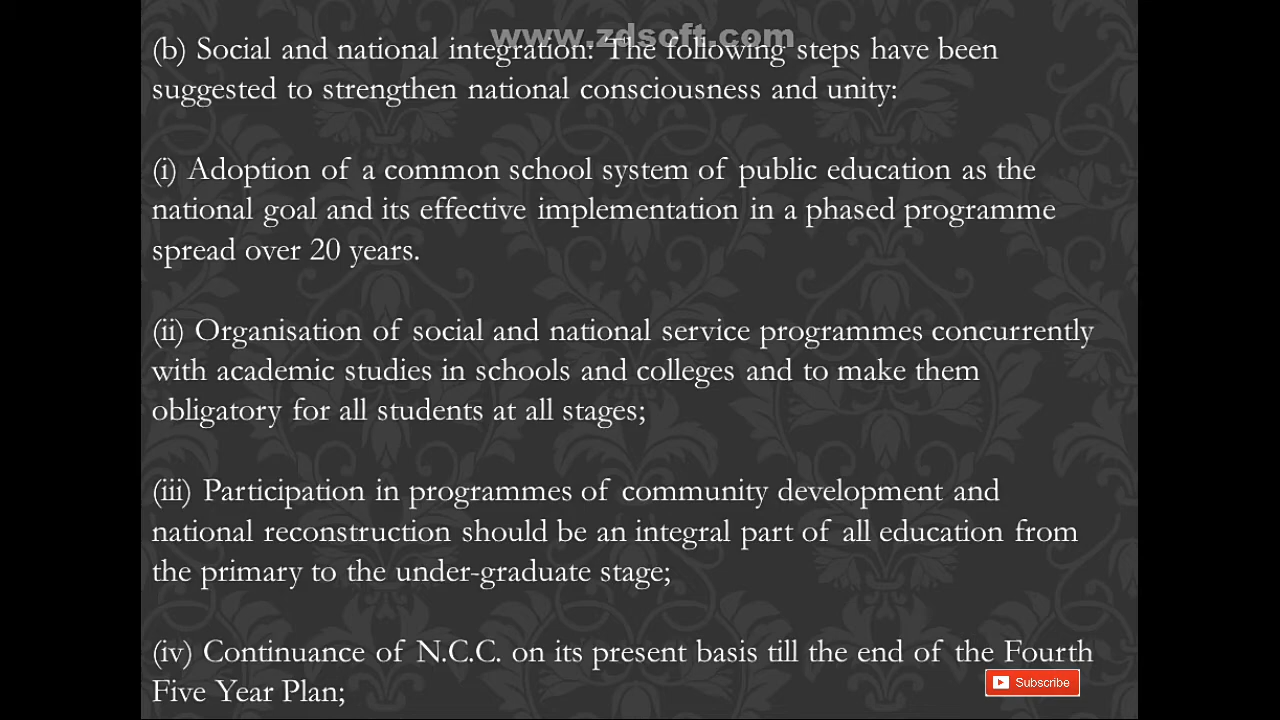 www.zdsoft.com
(b) Social and national integration: The following steps have been
suggested to strengthen national consciousness and unity:
(i) Adoption of a common school system of public education as the
national goal and its effective implementation in a phased programme
spread over 20 years.
(ii) Organisation of social and national service programmes concurrently
with academic studies in schools and colleges and to make them
obligatory for all students at all stages;
(iii) Participation in programmes of community development and
national reconstruction should be an integral part of all education from
the primary to the under-graduate stage;
(iv) Continuance of N.C.C. on its present basis till the end of the Fourth
Five Year Plan;
Subscribe